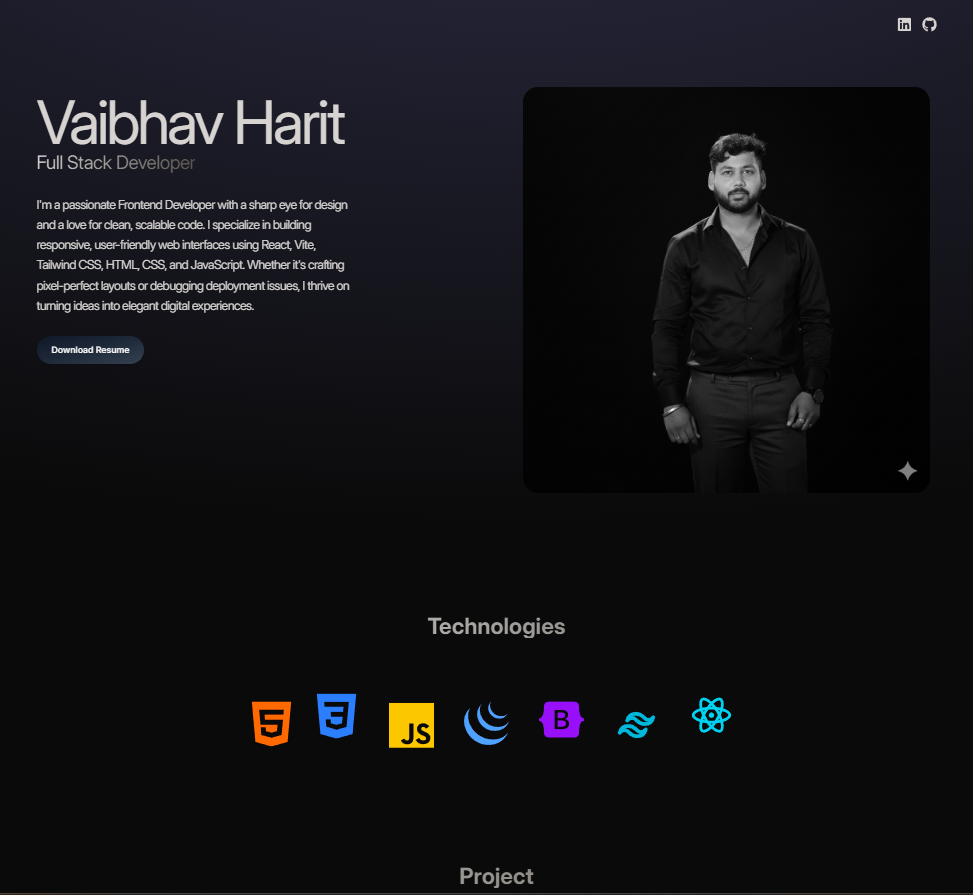 Vaibhav Harit
Full Stack Developer
I'm a passionate Frontend Developer with a sharp eye for design
and a love for clean, scalable code. I specialize in building
responsive, user-friendly web interfaces using React, Vite,
Tailwind CSS, HTML, CSS, and JavaScript. Whether it's crafting
pixel-perfect layouts or debugging deployment issues, I thrive on
turning ideas into elegant digital experiences.
Download Resume
Technologies
5
3
JS
B
Project